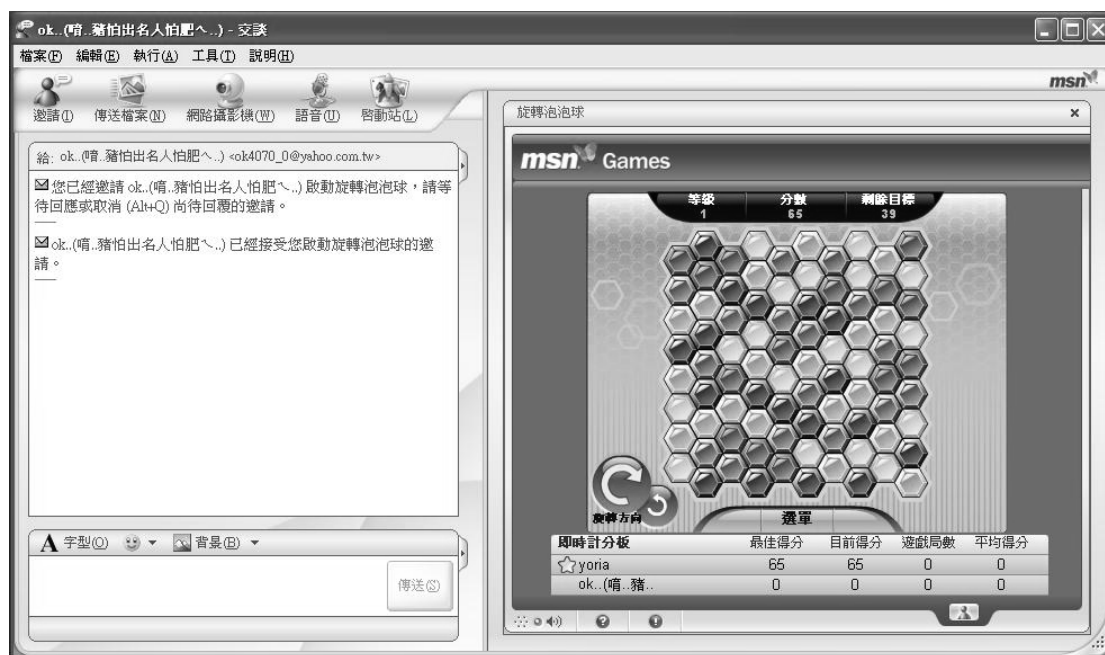 ok..(唷..豬怕出名人怕肥ヘ..) - 交談
檔案(F) 編輯(E) 執行(A) 工具(T) 說明(H)
msn
邀請(I) 傳送檔案(N) 網路攝影機(W) 語音(U) 啓動站(L)
給: ok..(唷..豬怕出名人怕肥ヘ..) <ok4070_0@yahoo.com.tw>
您已經邀請 ok..(唷..豬怕出名人怕肥ヘ..) 啟動旋轉泡泡球,請等
待回應或取消 (Alt+Q) 尚待回覆的邀請。
ok..(唷..豬怕出名人怕肥ヘ..) 已經接受您啟動旋轉泡泡球的邀
請。
A 字型(O) 背景(B)
傳送(S)
旋轉泡泡球
msn Games
等級 分數 剩餘目標
1 65 39
旋轉方向
選單
即時計分板 最佳得分 目前得分 遊戲局數 平均得分
yoria 65 65 0 0
ok..(唷..豬.. 0 0 0 0